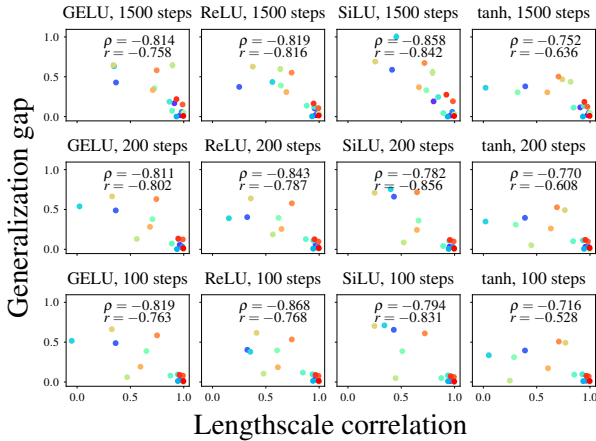 GELU, 1500 steps
ReLU, 1500 steps
SiLU, 1500 steps
tanh, 1500 steps
1.0
0.5
0.0
ρ = −0.814
r = −0.758
ρ = −0.819
r = −0.816
ρ = −0.858
r = −0.842
ρ = −0.752
r = −0.636
GELU, 200 steps
ReLU, 200 steps
SiLU, 200 steps
tanh, 200 steps
1.0
0.5
0.0
ρ = −0.811
r = −0.802
ρ = −0.843
r = −0.787
ρ = −0.782
r = −0.856
ρ = −0.770
r = −0.608
GELU, 100 steps
ReLU, 100 steps
SiLU, 100 steps
tanh, 100 steps
1.0
0.5
0.0
ρ = −0.819
r = −0.763
ρ = −0.868
r = −0.768
ρ = −0.794
r = −0.831
ρ = −0.716
r = −0.528
0.0 0.5 1.0
0.0 0.5 1.0
0.0 0.5 1.0
0.0 0.5 1.0
Generalization gap
Lengthscale correlation